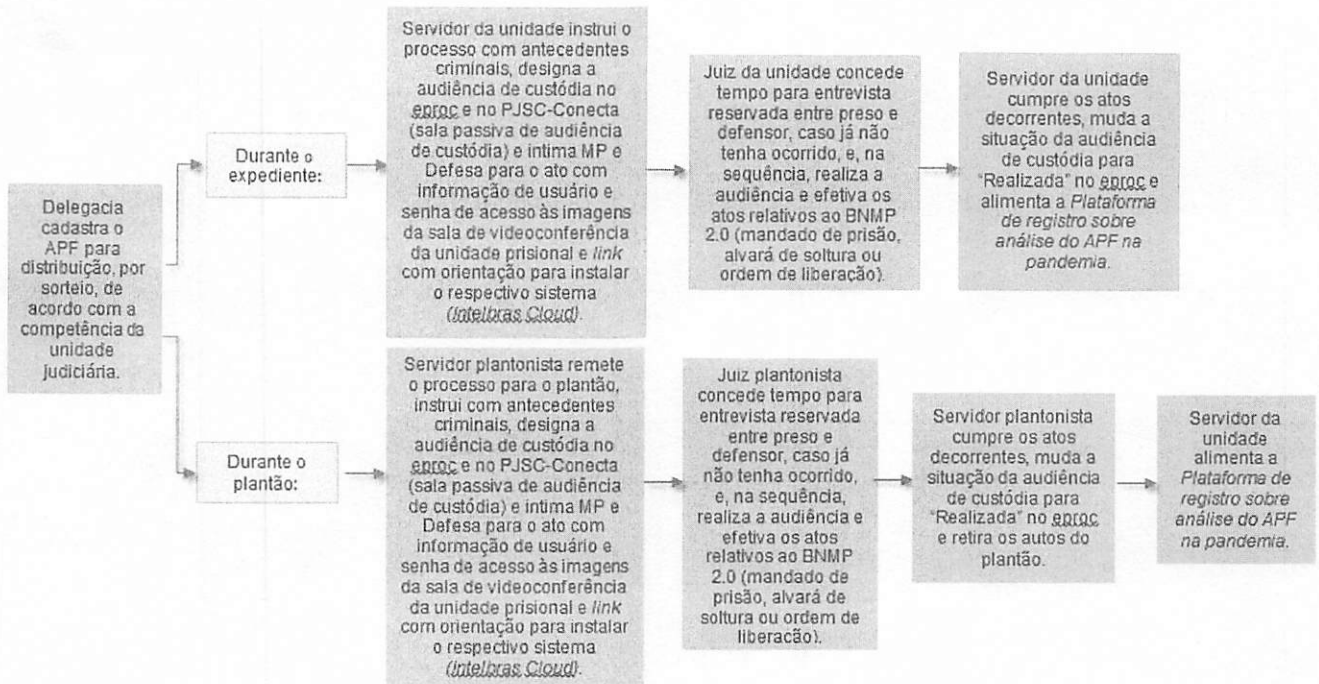 Delegacia
cadastra o
APF para
distribuição, por
sorteio, de
acordo com a
competência da
unidade
judiciária.
Durante o
expediente:
Servidor da unidade instrui o
processo com antecedentes
criminais, designa a
audiência de custódia no
eproc e no PJSC-Conecta
(sala passiva de audiência
de custódia) e intima MP e
Defesa para o ato com
informação de usuário e
senha de acesso às imagens
da sala de videoconferência
da unidade prisional e link
com orientação para instalar
o respectivo sistema
(Intelbras Cloud).
Juiz da unidade concede
tempo para entrevista
reservada entre preso e
defensor, caso já não
tenha ocorrido, e, na
sequência, realiza a
audiência e efetiva os
atos relativos ao BNMP
2.0 (mandado de prisão,
alvará de soltura ou
ordem de liberação).
Servidor da unidade
cumpre os atos
decorrentes, muda a
situação da audiência
de custódia para
"Realizada" no eproc e
alimenta a Plataforma
de registro sobre
análise do APF na
pandemia.
Durante o
plantão:
Servidor plantonista remete
o processo para o plantão,
instrui com antecedentes
criminais, designa a
audiência de custódia no
eproc e no PJSC-Conecta
(sala passiva de audiência
de custódia) e intima MP e
Defesa para o ato com
informação de usuário e
senha de acesso às imagens
da sala de videoconferência
da unidade prisional e link
com orientação para instalar
o respectivo sistema
(Intelbras Cloud).
Juiz plantonista
concede tempo para
entrevista reservada
entre preso e
defensor, caso já
não tenha ocorrido,
e, na sequência,
realiza a audiência e
efetiva os atos
relativos ao BNMP
2.0 (mandado de
prisão, alvará de
soltura ou ordem de
liberação).
Servidor plantonista
cumpre os atos
decorrentes, muda a
situação da audiência
de custódia para
"Realizada" no eproc
e retira os autos do
plantão.
Servidor da
unidade
alimenta a
Plataforma de
registro sobre
análise do APF
na pandemia.